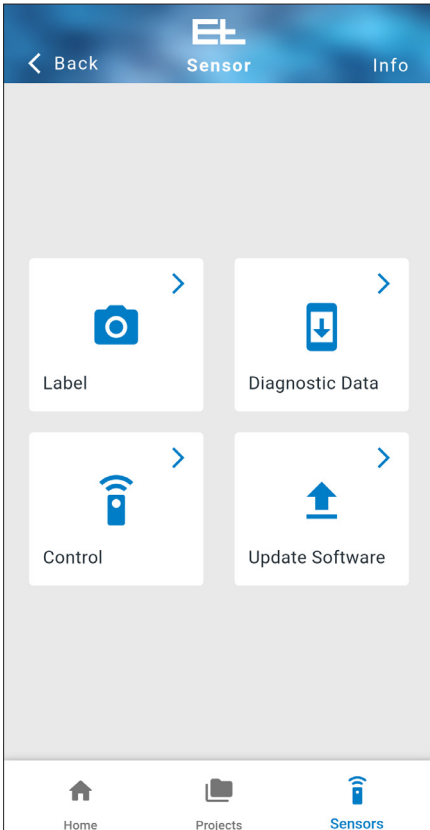 EL
Back
Sensor
Info
Label
Diagnostic Data
Control
Update Software
Home
Projects
Sensors